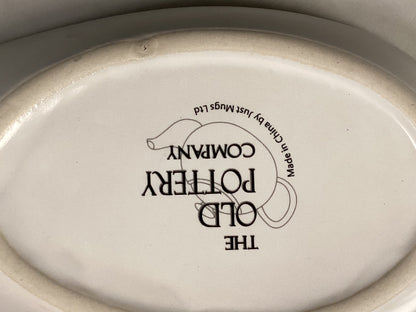 THE
OLD
POTTERY
COMPANY
Made in China by Just Mugs Ltd